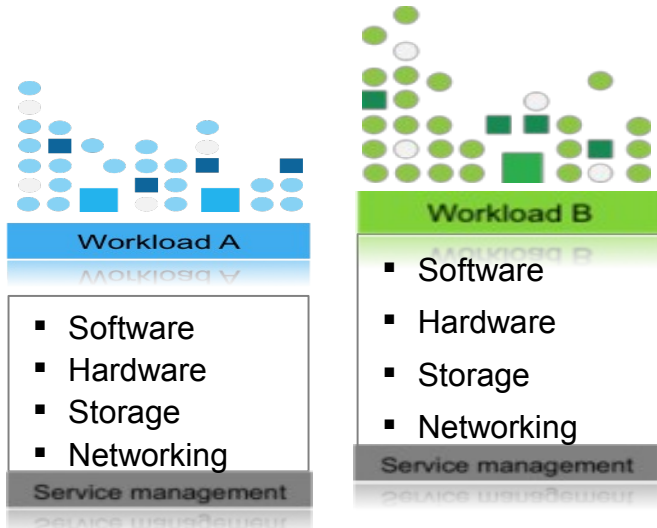 Workload A
Software
Hardware
Storage
Networking
Service management
Workload B
Software
Hardware
Storage
Networking
Service management